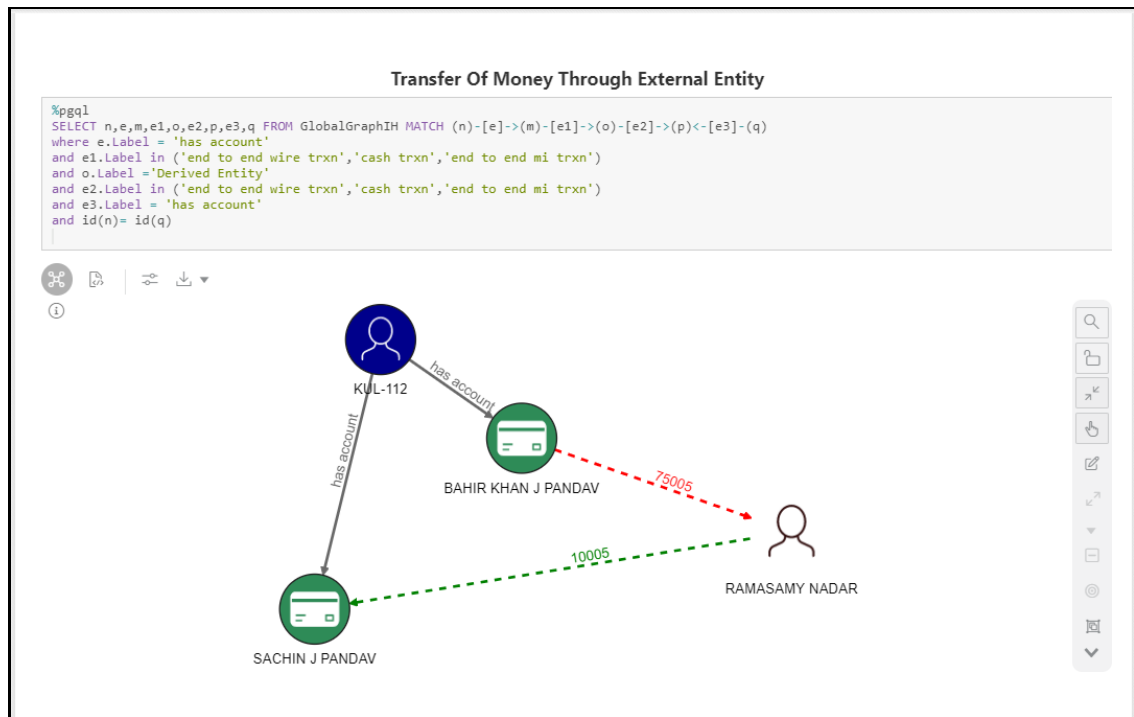 Transfer Of Money Through External Entity
%pgql
SELECT n,e,m,e1,o,e2,p,e3,q FROM GlobalGraphIH MATCH (n)-[e]->(m)-[e1]->(o)-[e2]->(p)<-[e3]-(q)
where e.Label = 'has account'
and e1.Label in ('end to end wire trxn','cash trxn','end to end mi trxn')
and o.Label ='Derived Entity'
and e2.Label in ('end to end wire trxn','cash trxn','end to end mi trxn')
and e3.Label = 'has account'
and id(n)= id(q)
KUL-112
has account
has account
BAHIR KHAN J PANDAV
75005
10005
RAMASAMY NADAR
SACHIN J PANDAV